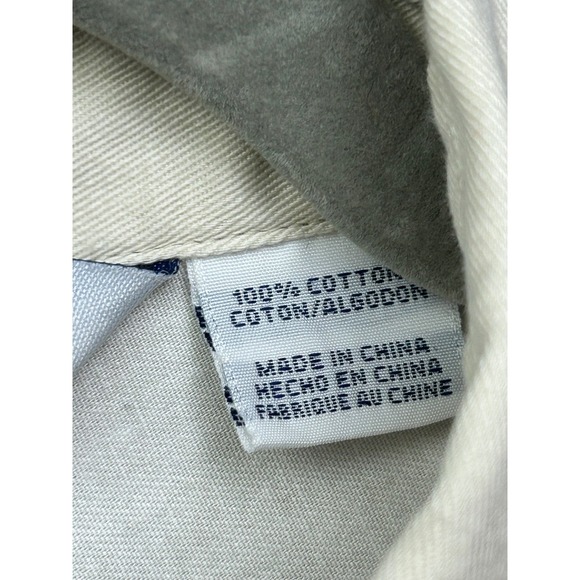 100% COTTON
COTON/ALGODON
MADE IN CHINA
HECHO EN CHINA
FABRIQUE AU CHINE